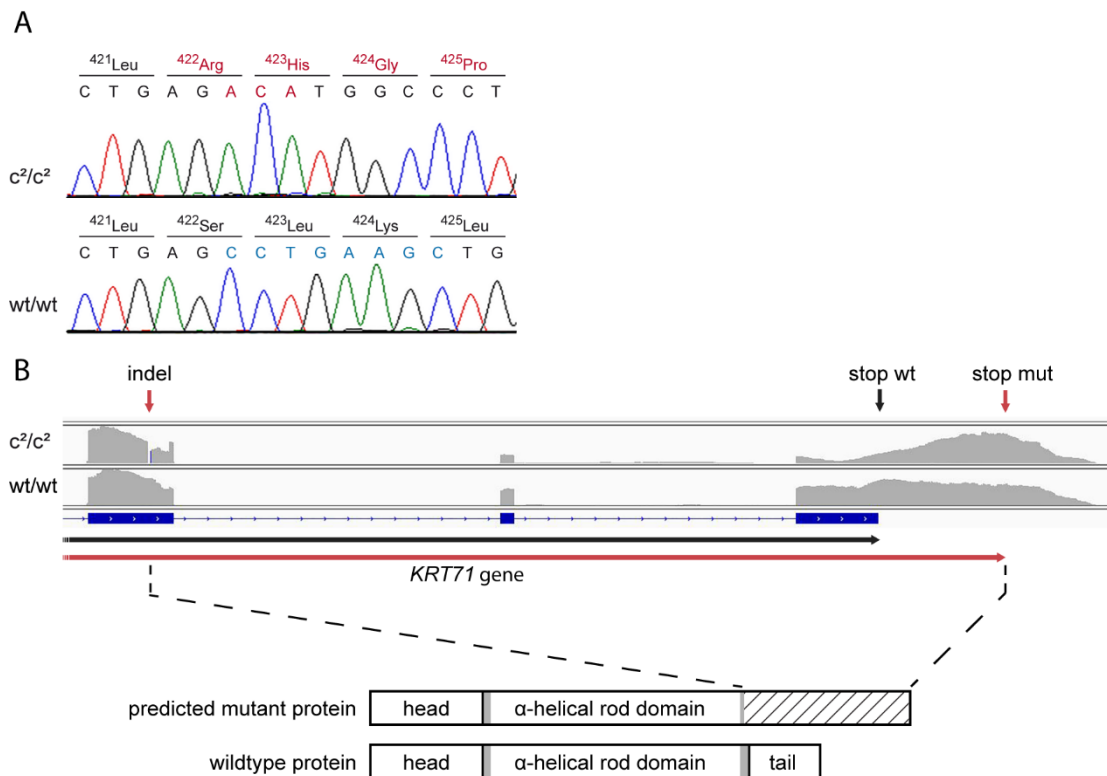 A
⁴²¹Leu ⁴²²Arg ⁴²³His ⁴²⁴Gly ⁴²⁵Pro
C T G A G A C A T G G C C C T
c²/c²
⁴²¹Leu ⁴²²Ser ⁴²³Leu ⁴²⁴Lys ⁴²⁵Leu
C T G A G C C T G A A G C T G
wt/wt
B
indel stop wt stop mut
c²/c²
wt/wt
KRT71 gene
predicted mutant protein head α-helical rod domain
wildtype protein head α-helical rod domain tail